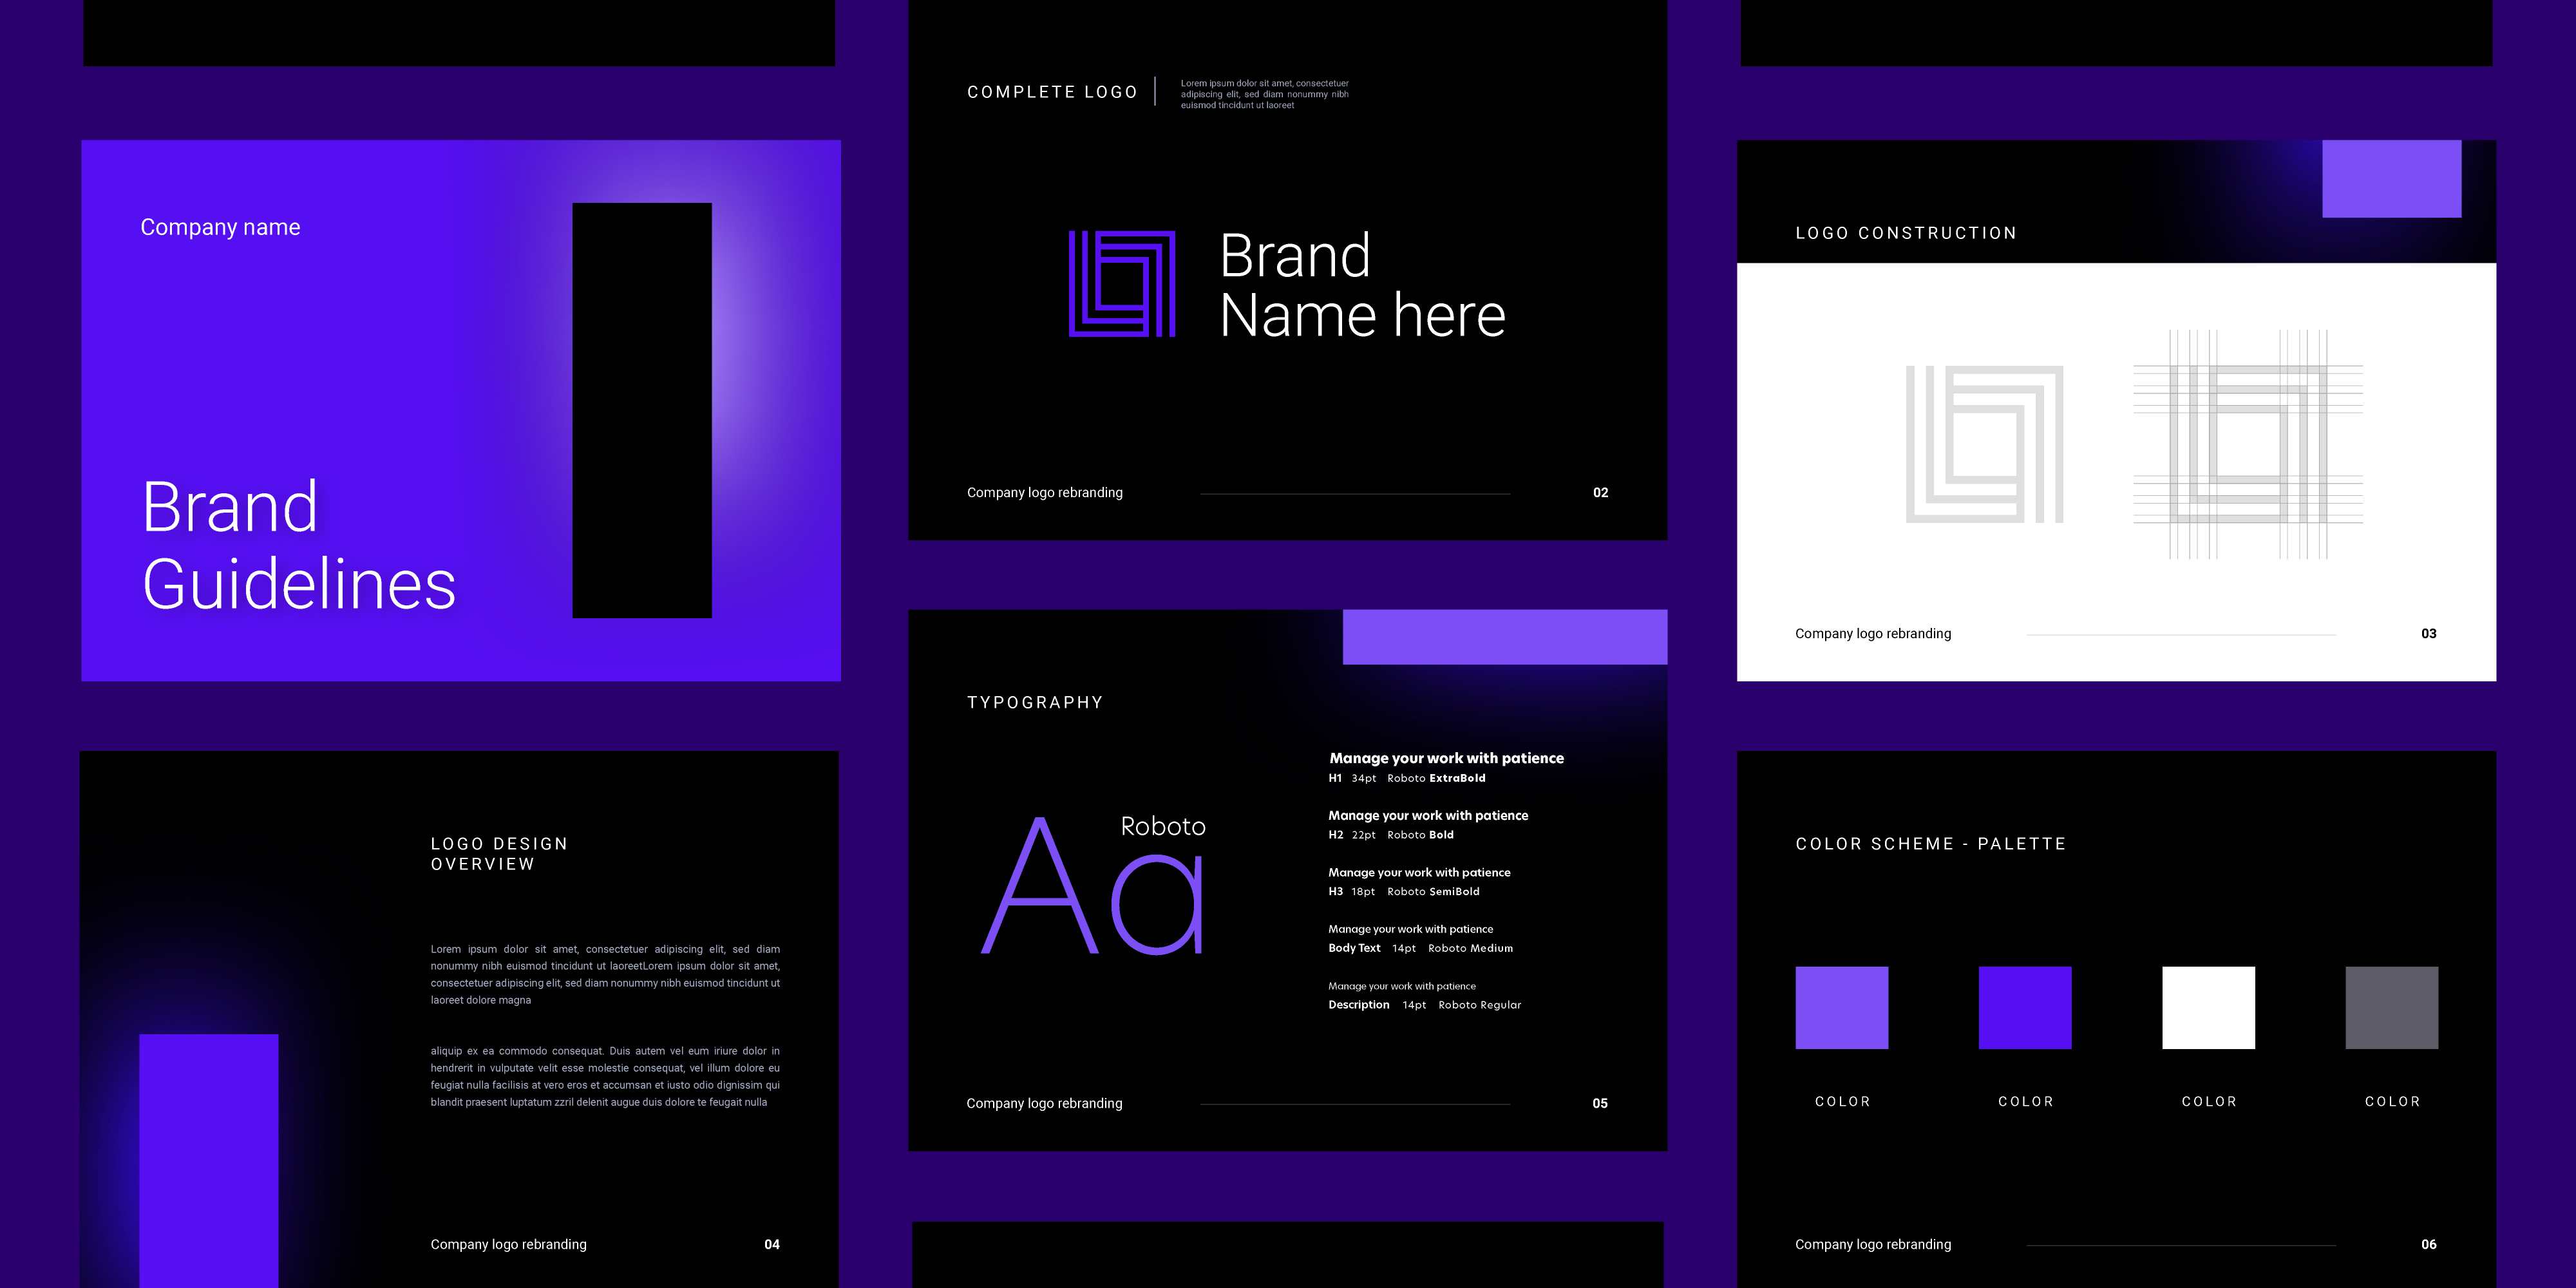 Company name
Brand
Guidelines
COMPLETE LOGO
Lorem ipsum dolor sit amet, consectetuer
adipiscing elit, sed diam nonummy nibh
euismod tincidunt ut laoreet
Brand
Name here
Company logo rebranding
02
LOGO CONSTRUCTION
Company logo rebranding
03
LOGO DESIGN
OVERVIEW
Lorem ipsum dolor sit amet, consectetuer adipiscing elit, sed diam
nonummy nibh euismod tincidunt ut laoreetLorem ipsum dolor sit amet,
consectetuer adipiscing elit, sed diam nonummy nibh euismod tincidunt ut
laoreet dolore magna
aliquip ex ea commodo consequat. Duis autem vel eum iriure dolor in
hendrerit in vulputate velit esse molestie consequat, vel illum dolore eu
feugiat nulla facilisis at vero eros et accumsan et iusto odio dignissim qui
blandit praesent luptatum zzril delenit augue duis dolore te feugait nulla
Company logo rebranding
04
TYPOGRAPHY
Roboto
Aa
Manage your work with patience
H1 34pt Roboto ExtraBold
Manage your work with patience
H2 22pt Roboto Bold
Manage your work with patience
H3 18pt Roboto SemiBold
Manage your work with patience
Body Text 14pt Roboto Medium
Manage your work with patience
Description 14pt Roboto Regular
Company logo rebranding
05
COLOR SCHEME - PALETTE
COLOR COLOR COLOR COLOR
Company logo rebranding
06